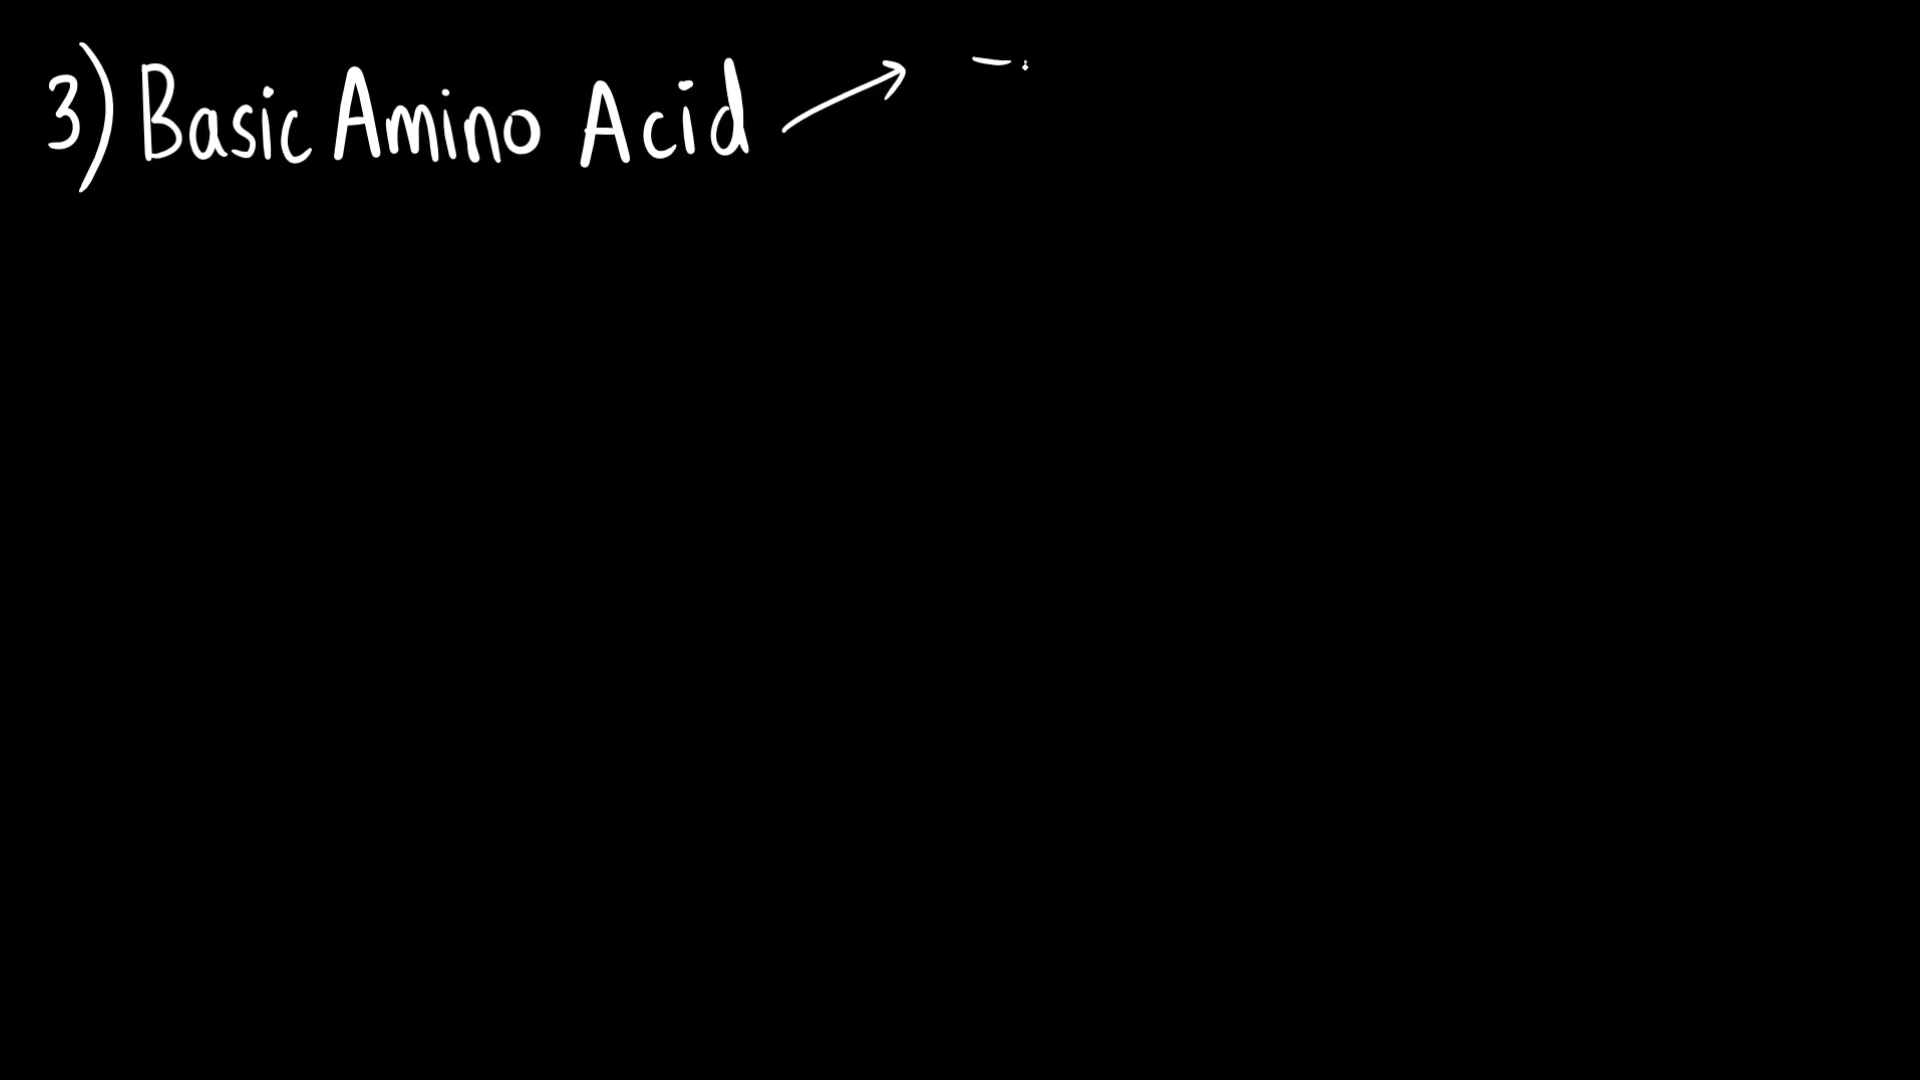 3) Basic Amino Acid →